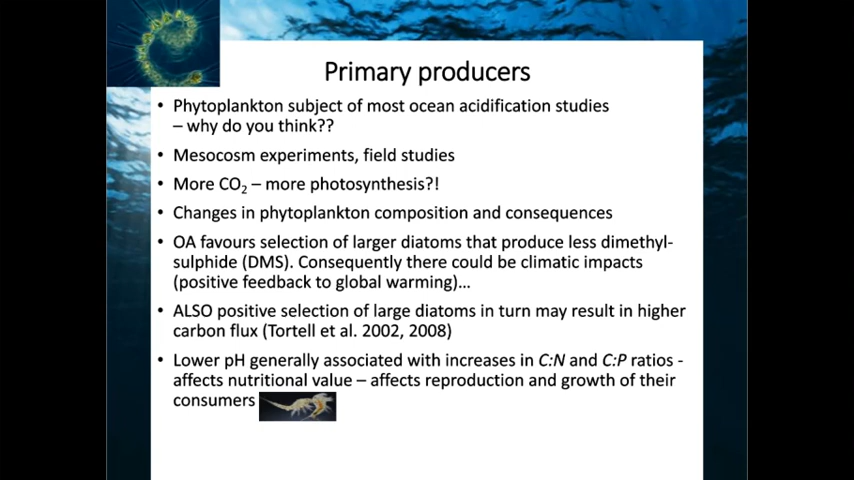 Primary producers
• Phytoplankton subject of most ocean acidification studies
– why do you think??
• Mesocosm experiments, field studies
• More CO₂ – more photosynthesis?!
• Changes in phytoplankton composition and consequences
• OA favours selection of larger diatoms that produce less dimethyl-
sulphide (DMS). Consequently there could be climatic impacts
(positive feedback to global warming)…
• ALSO positive selection of large diatoms in turn may result in higher
carbon flux (Tortell et al. 2002, 2008)
• Lower pH generally associated with increases in C:N and C:P ratios -
affects nutritional value – affects reproduction and growth of their
consumers